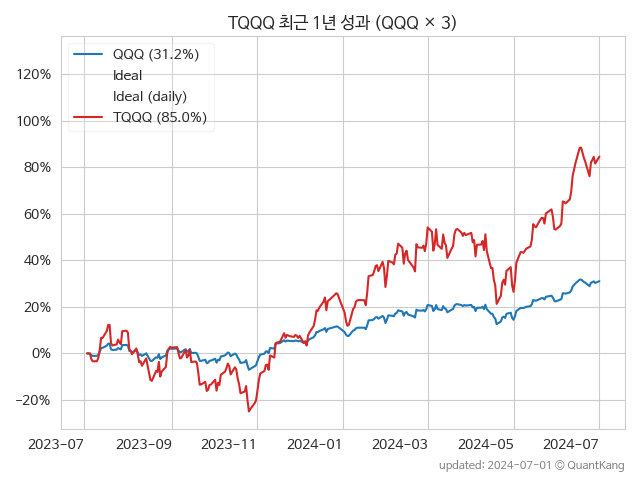 TQQQ 최근 1년 성과 (QQQ × 3)
QQQ (31.2%)
Ideal
Ideal (daily)
TQQQ (85.0%)
120%
100%
80%
60%
40%
20%
0%
−20%
2023-07 2023-09 2023-11 2024-01 2024-03 2024-05 2024-07
updated: 2024-07-01 © QuantKang